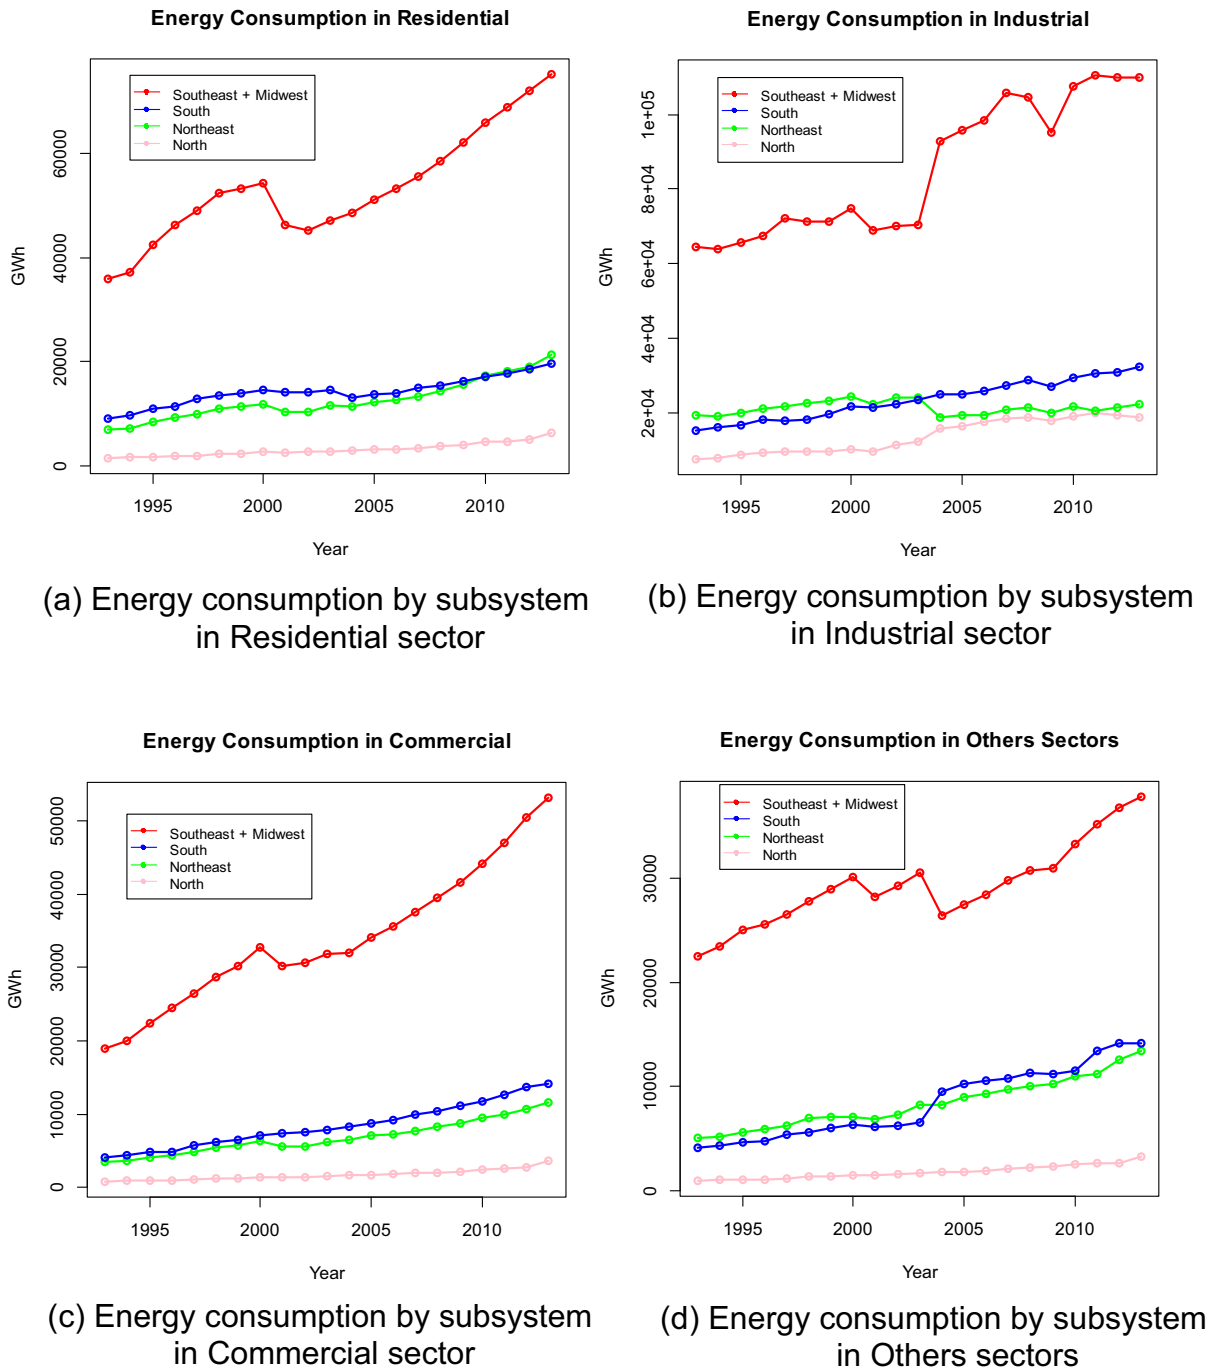 Energy Consumption in Residential
Southeast + Midwest
South
Northeast
North
GWh
0
20000
40000
60000
1995
2000
2005
2010
Year
(a) Energy consumption by subsystem
in Residential sector
Energy Consumption in Industrial
Southeast + Midwest
South
Northeast
North
GWh
2e+04
4e+04
6e+04
8e+04
1e+05
1995
2000
2005
2010
Year
(b) Energy consumption by subsystem
in Industrial sector
Energy Consumption in Commercial
Southeast + Midwest
South
Northeast
North
GWh
0
10000
20000
30000
40000
50000
1995
2000
2005
2010
Year
(c) Energy consumption by subsystem
in Commercial sector
Energy Consumption in Others Sectors
Southeast + Midwest
South
Northeast
North
GWh
0
10000
20000
30000
1995
2000
2005
2010
Year
(d) Energy consumption by subsystem
in Others sectors